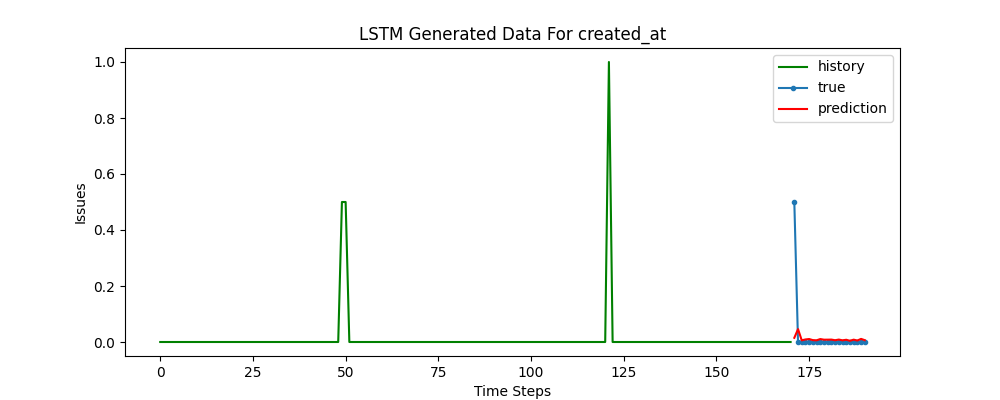 LSTM Generated Data For created_at
history
true
prediction
1.0
0.8
0.6
0.4
0.2
0.0
Issues
0 25 50 75 100 125 150 175
Time Steps